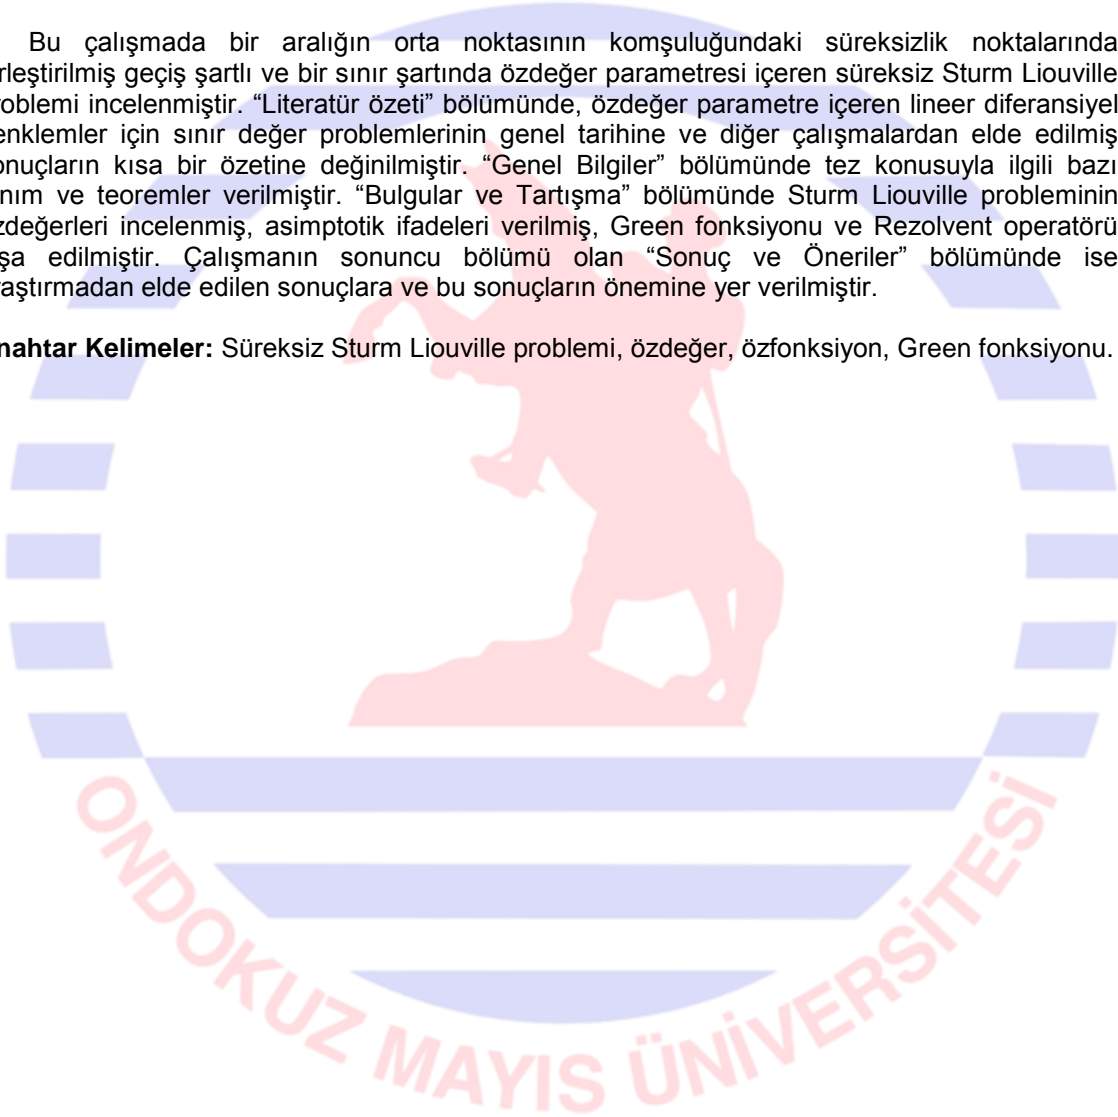 Bu çalışmada bir aralığın orta noktasının komşuluğundaki süreksizlik noktalarında
rleştirilmiş geçiş şartlı ve bir sınır şartında özdeğer parametresi içeren süreksiz Sturm Liouville
roblemi incelenmiştir. “Literatür özeti” bölümünde, özdeğer parametre içeren lineer diferansiyel
enklemler için sınır değer problemlerinin genel tarihine ve diğer çalışmalardan elde edilmiş
onuçların kısa bir özetine değinilmiştir. “Genel Bilgiler” bölümünde tez konusuyla ilgili bazı
nım ve teoremler verilmiştir. “Bulgular ve Tartışma” bölümünde Sturm Liouville probleminin
zdeğerleri incelenmiş, asimptotik ifadeleri verilmiş, Green fonksiyonu ve Rezolvent operatörü
şa edilmiştir. Çalışmanın sonuncu bölümü olan “Sonuç ve Öneriler” bölümünde ise
raştırmadan elde edilen sonuçlara ve bu sonuçların önemine yer verilmiştir.
nahtar Kelimeler: Süreksiz Sturm Liouville problemi, özdeğer, özfonksiyon, Green fonksiyonu.
ONDOKUZ MAYIS ÜNİVERSİTESİ